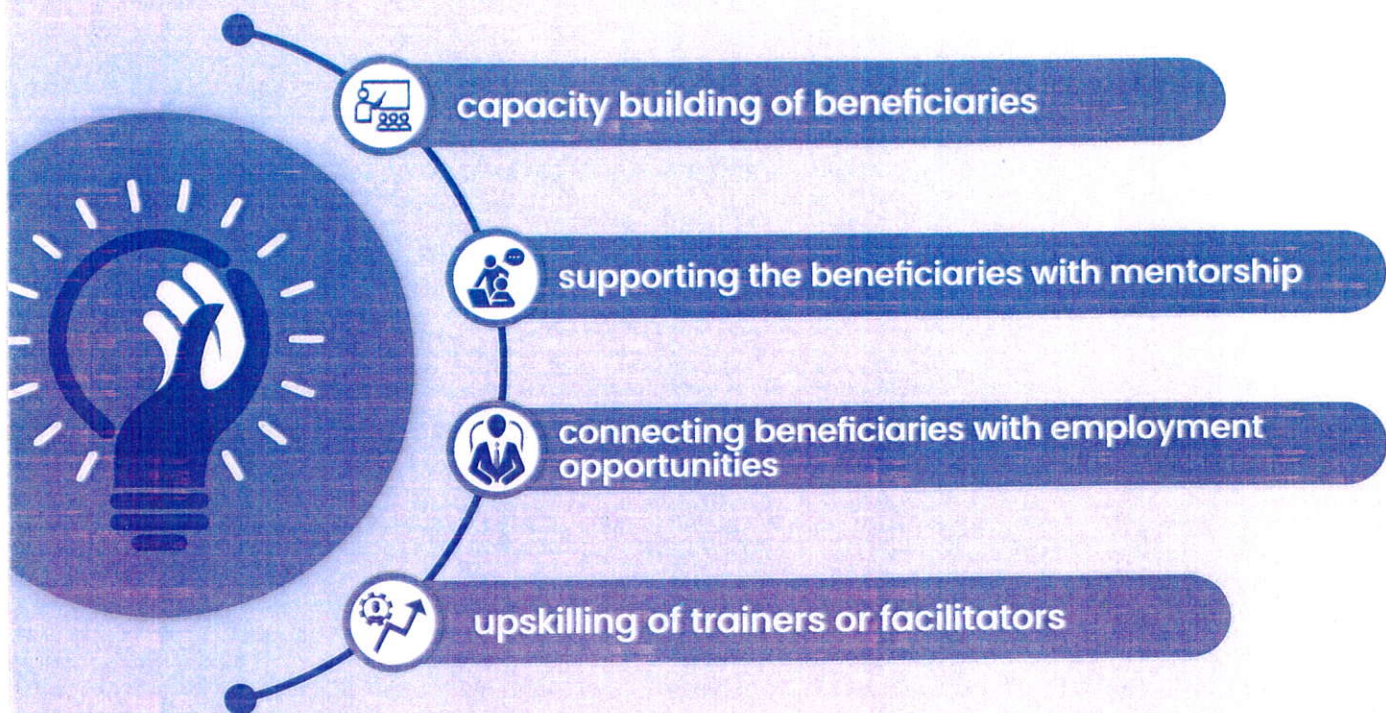 capacity building of beneficiaries
supporting the beneficiaries with mentorship
connecting beneficiaries with employment
opportunities
upskilling of trainers or facilitators